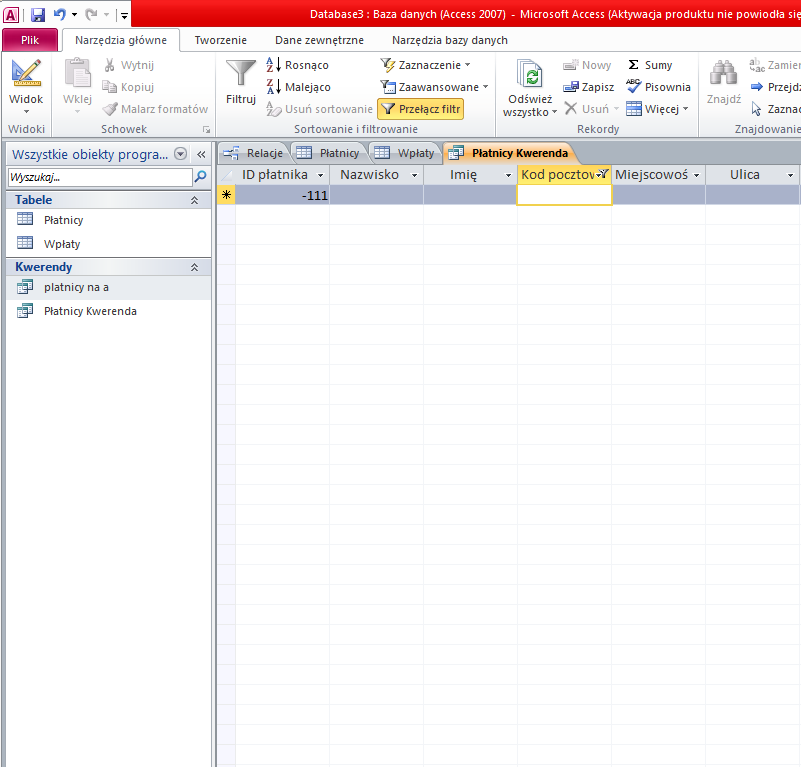 Database3 : Baza danych (Access 2007) - Microsoft Access (Aktywacja produktu nie powiodła się
Plik Narzędzia główne Tworzenie Dane zewnętrzne Narzędzia bazy danych
Widok
Widoki
Wklej
Wytnij
Kopiuj
Malarz formatów
Schowek
Filtruj
Rosnąco
Malejąco
Usuń sortowanie
Zaznaczenie
Zaawansowane
Przełącz filtr
Sortowanie i filtrowanie
Odśwież
wszystko
Nowy
Zapisz
Usuń
Sumy
Pisownia
Więcej
Rekordy
Znajdź
Zamier
Przejdź
Zaznac
Znajdowanie
Wszystkie obiekty progra...
Wyszukaj...
Tabele
Płatnicy
Wpłaty
Kwerendy
platnicy na a
Płatnicy Kwerenda
Relacje Płatnicy Wpłaty Płatnicy Kwerenda
ID płatnika Nazwisko Imię Kod pocztow Miejscowoś Ulica
-111